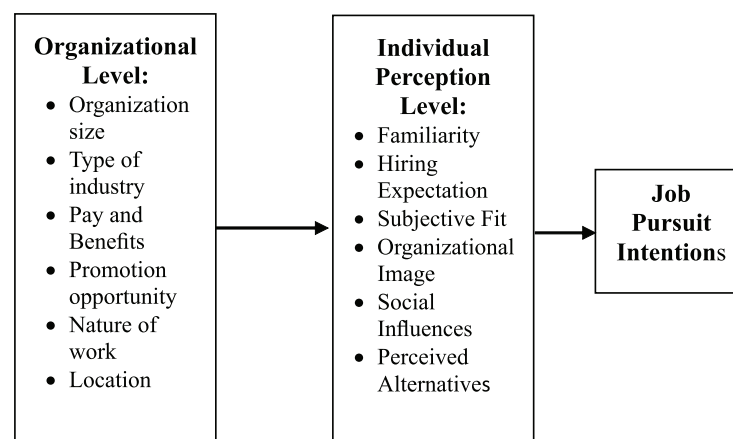 Organizational
Level:
• Organization
size
• Type of
industry
• Pay and
Benefits
• Promotion
opportunity
• Nature of
work
• Location
Individual
Perception
Level:
• Familiarity
• Hiring
Expectation
• Subjective Fit
• Organizational
Image
• Social
Influences
• Perceived
Alternatives
Job
Pursuit
Intentions